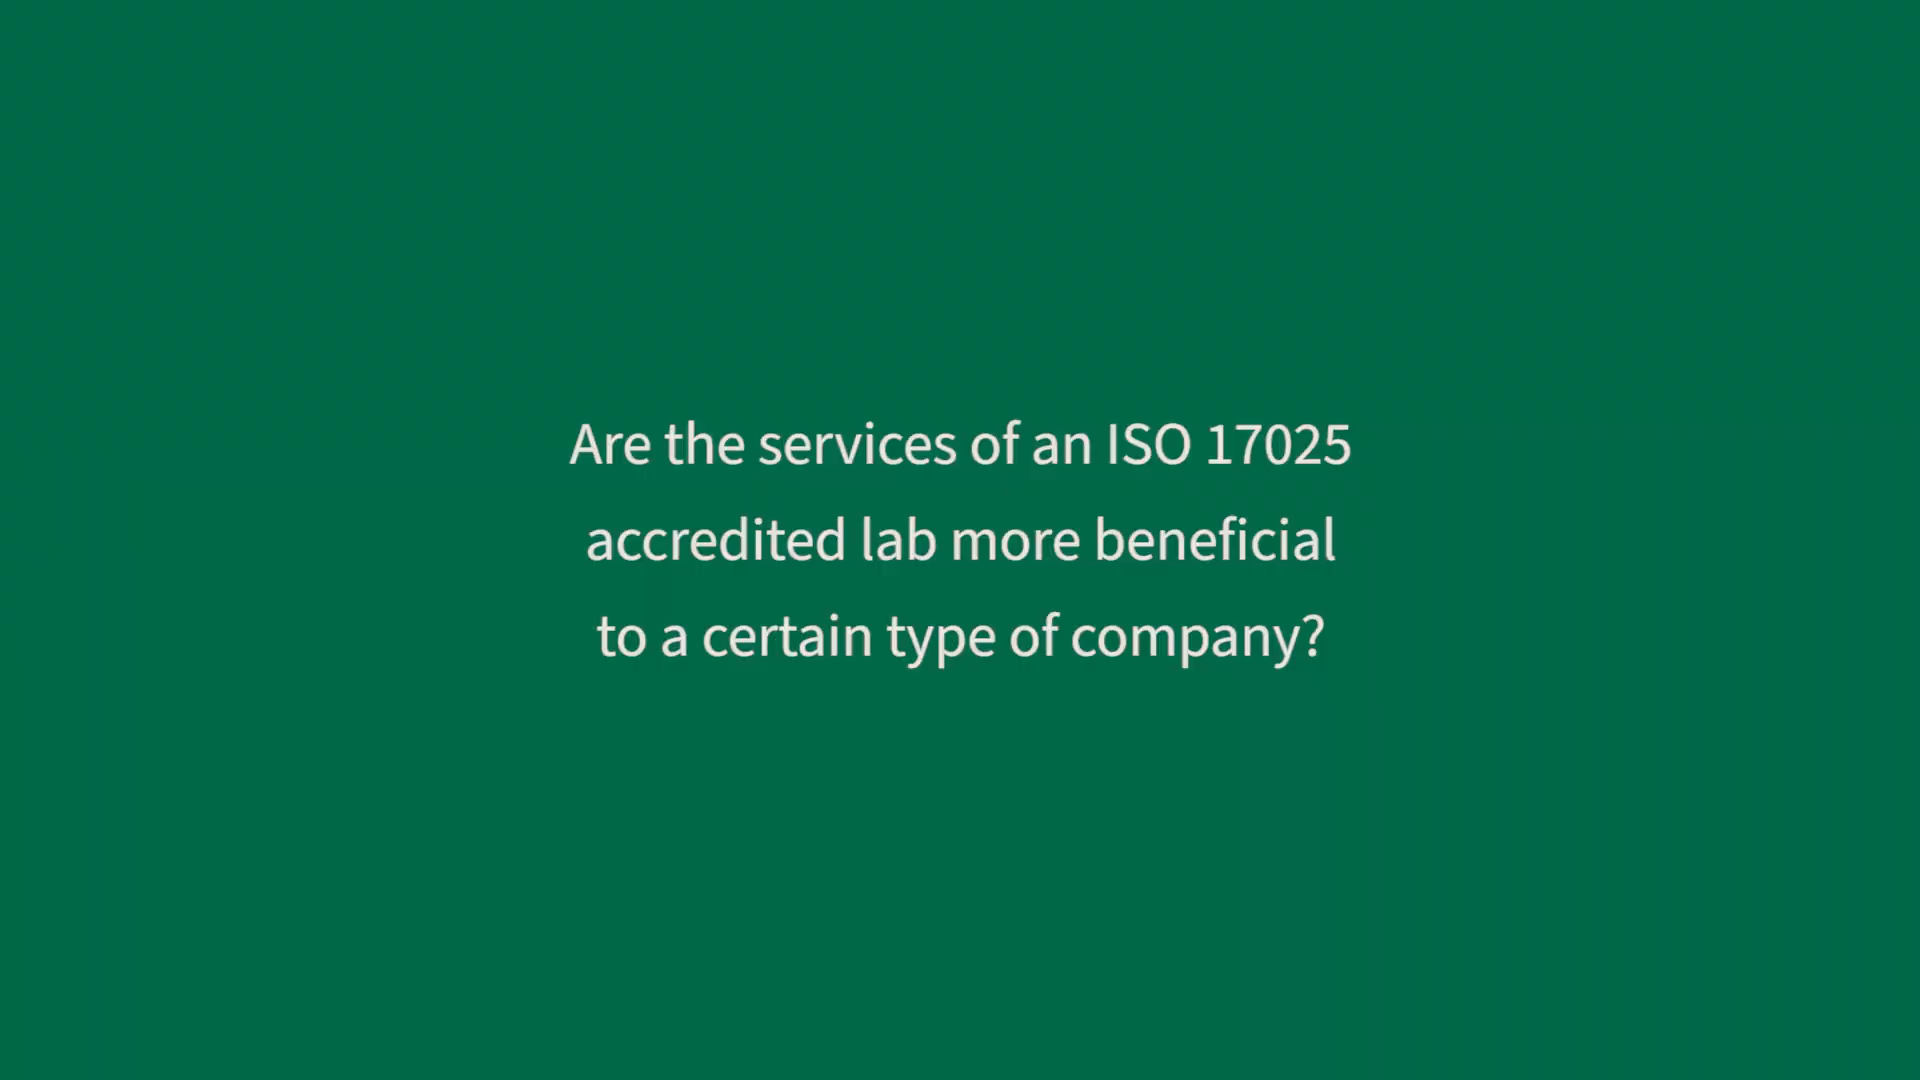 Are the services of an ISO 17025
accredited lab more beneficial
to a certain type of company?